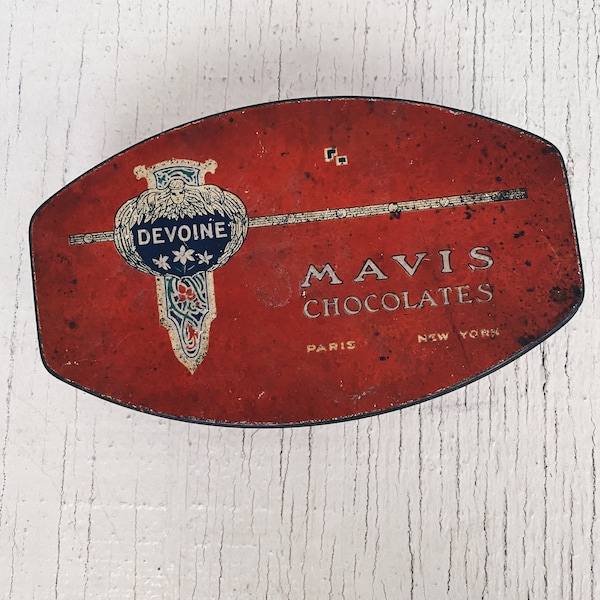 DEVOINE
MAVIS
CHOCOLATES
PARIS NEW YORK